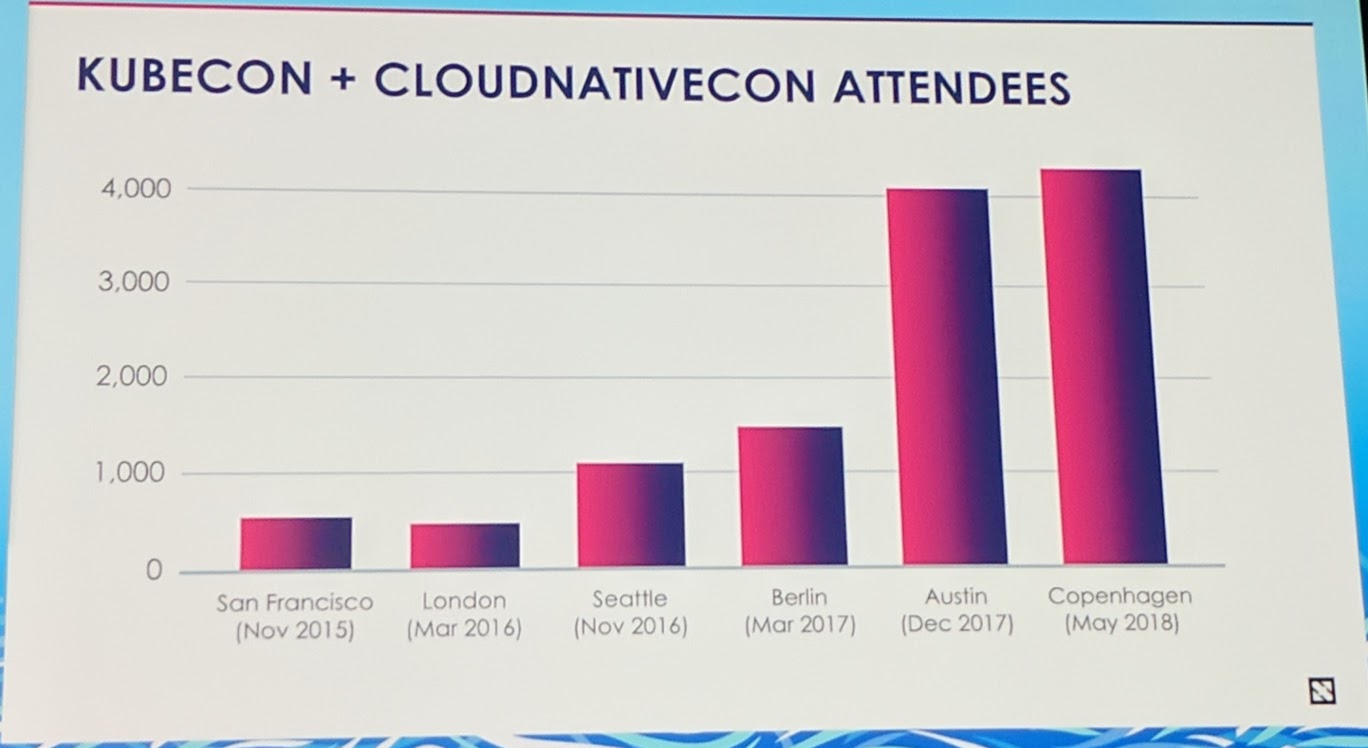 KUBECON + CLOUDNATIVECON ATTENDEES
4,000
3,000
2,000
1,000
0
San Francisco
(Nov 2015)
London
(Mar 2016)
Seattle
(Nov 2016)
Berlin
(Mar 2017)
Austin
(Dec 2017)
Copenhagen
(May 2018)